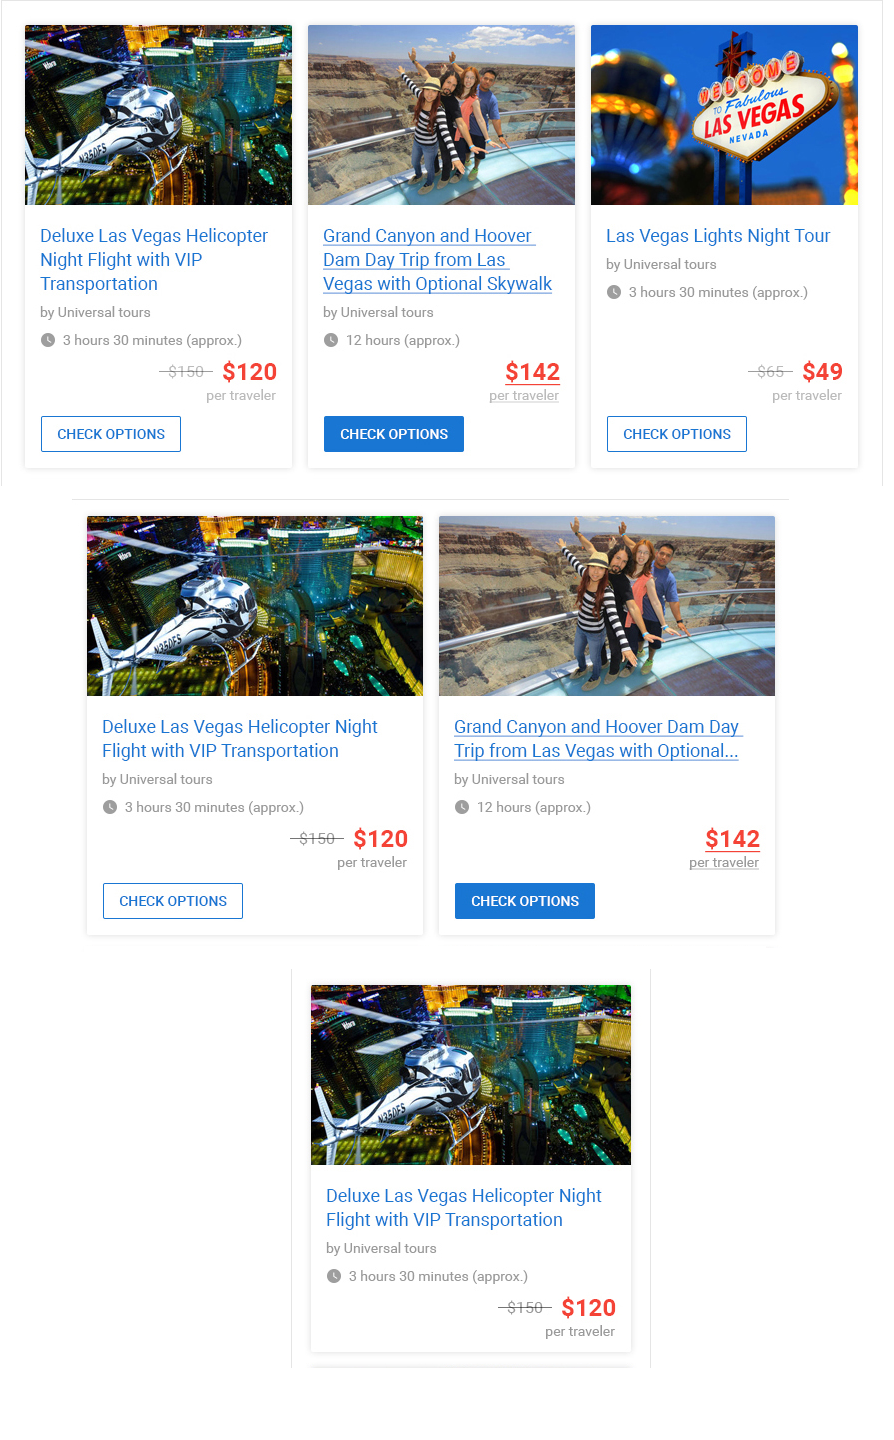 N350FS
WELCOME
TO Fabulous
LAS VEGAS
NEVADA
Deluxe Las Vegas Helicopter
Night Flight with VIP
Transportation
by Universal tours
3 hours 30 minutes (approx.)
$150 $120
per traveler
CHECK OPTIONS
Grand Canyon and Hoover
Dam Day Trip from Las
Vegas with Optional Skywalk
by Universal tours
12 hours (approx.)
$142
per traveler
CHECK OPTIONS
Las Vegas Lights Night Tour
by Universal tours
3 hours 30 minutes (approx.)
$65 $49
per traveler
CHECK OPTIONS
N350FS
Deluxe Las Vegas Helicopter Night
Flight with VIP Transportation
by Universal tours
3 hours 30 minutes (approx.)
$150 $120
per traveler
CHECK OPTIONS
Grand Canyon and Hoover Dam Day
Trip from Las Vegas with Optional...
by Universal tours
12 hours (approx.)
$142
per traveler
CHECK OPTIONS
N350FS
Deluxe Las Vegas Helicopter Night
Flight with VIP Transportation
by Universal tours
3 hours 30 minutes (approx.)
$150 $120
per traveler